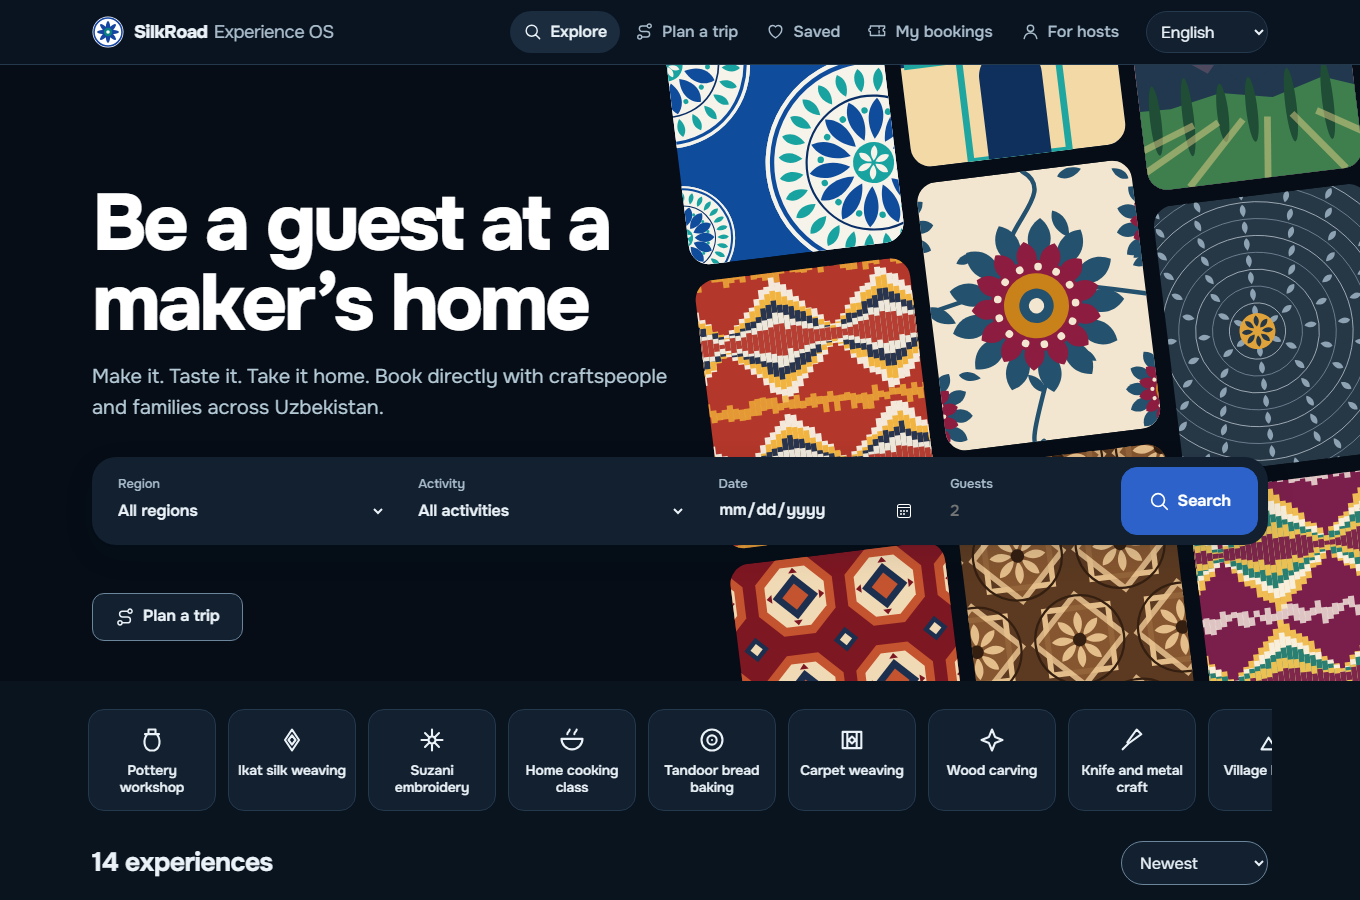 SilkRoad Experience OS
Explore
Plan a trip
Saved
My bookings
For hosts
English
Be a guest at a
maker’s home
Make it. Taste it. Take it home. Book directly with craftspeople
and families across Uzbekistan.
Region
All regions
Activity
All activities
Date
mm/dd/yyyy
Guests
2
Search
Plan a trip
Pottery
workshop
Ikat silk weaving
Suzani
embroidery
Home cooking
class
Tandoor bread
baking
Carpet weaving
Wood carving
Knife and metal
craft
Village
14 experiences
Newest